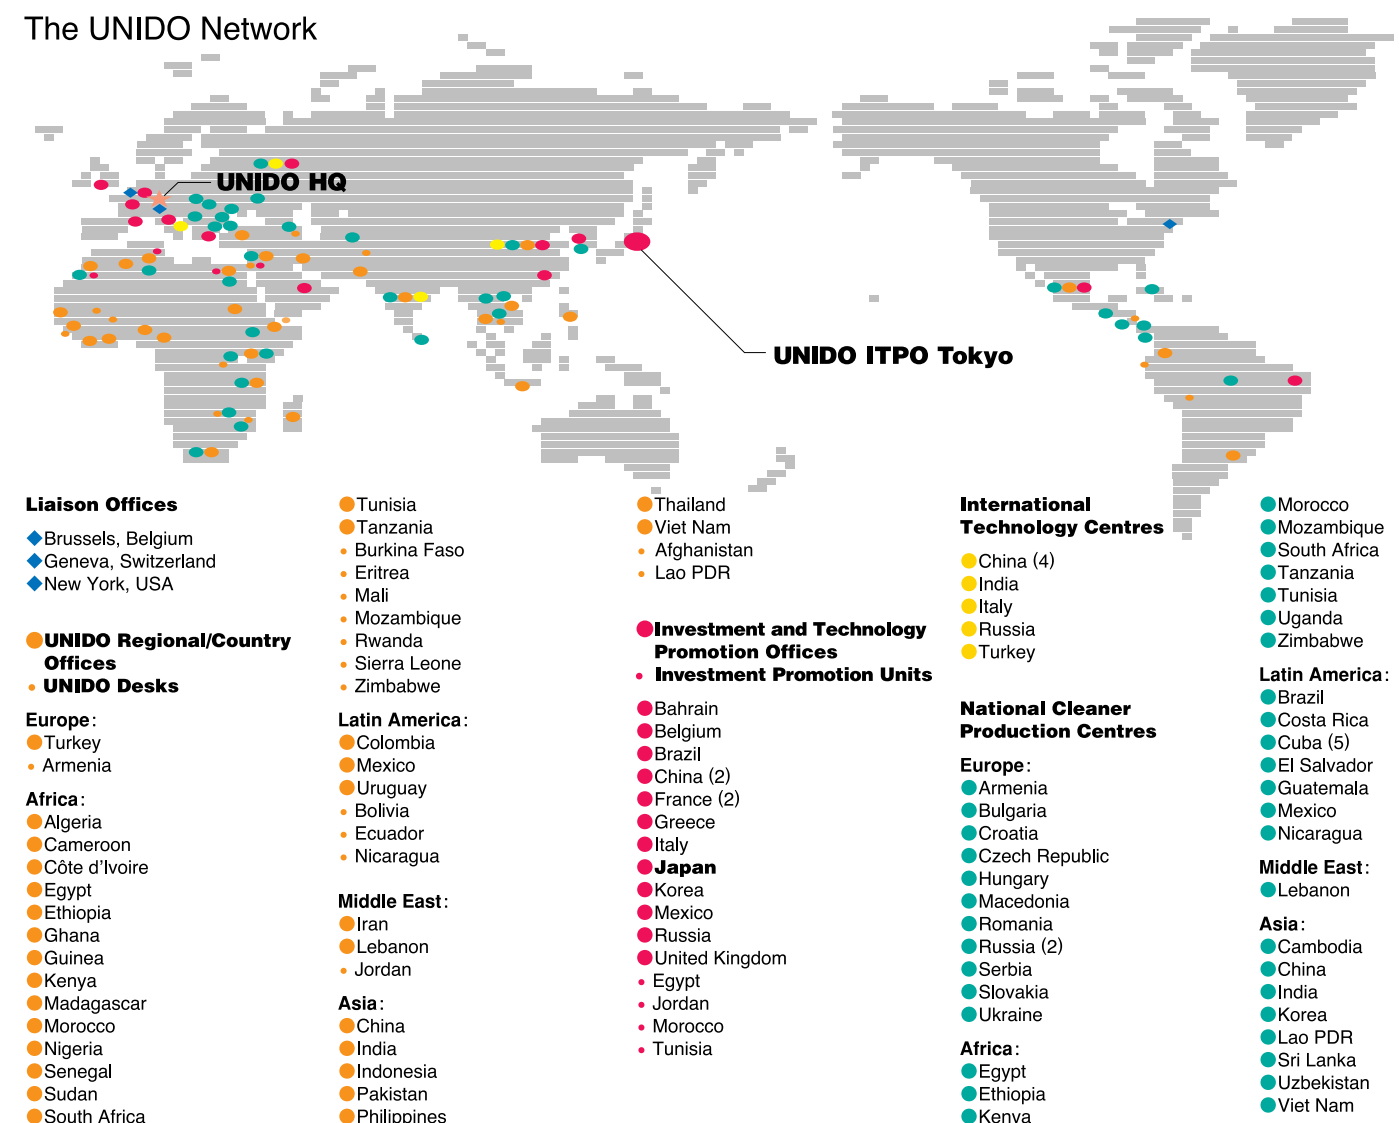 The UNIDO Network
UNIDO HQ
UNIDO ITPO Tokyo
Liaison Offices
Brussels, Belgium
Geneva, Switzerland
New York, USA
UNIDO Regional/Country
Offices
UNIDO Desks
Europe:
Turkey
Armenia
Africa:
Algeria
Cameroon
Côte d'Ivoire
Egypt
Ethiopia
Ghana
Guinea
Kenya
Madagascar
Morocco
Nigeria
Senegal
Sudan
South Africa
Tunisia
Tanzania
Burkina Faso
Eritrea
Mali
Mozambique
Rwanda
Sierra Leone
Zimbabwe
Latin America:
Colombia
Mexico
Uruguay
Bolivia
Ecuador
Nicaragua
Middle East:
Iran
Lebanon
Jordan
Asia:
China
India
Indonesia
Pakistan
Philippines
Thailand
Viet Nam
Afghanistan
Lao PDR
Investment and Technology
Promotion Offices
Investment Promotion Units
Bahrain
Belgium
Brazil
China (2)
France (2)
Greece
Italy
Japan
Korea
Mexico
Russia
United Kingdom
Egypt
Jordan
Morocco
Tunisia
International
Technology Centres
China (4)
India
Italy
Russia
Turkey
National Cleaner
Production Centres
Europe:
Armenia
Bulgaria
Croatia
Czech Republic
Hungary
Macedonia
Romania
Russia (2)
Serbia
Slovakia
Ukraine
Africa:
Egypt
Ethiopia
Kenya
Morocco
Mozambique
South Africa
Tanzania
Tunisia
Uganda
Zimbabwe
Latin America:
Brazil
Costa Rica
Cuba (5)
El Salvador
Guatemala
Mexico
Nicaragua
Middle East:
Lebanon
Asia:
Cambodia
China
India
Korea
Lao PDR
Sri Lanka
Uzbekistan
Viet Nam